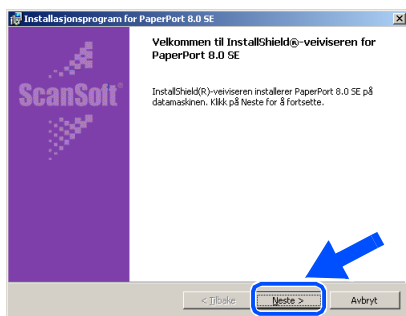 Installasjonsprogram for PaperPort 8.0 SE
Velkommen til InstallShield®-veiviseren for
PaperPort 8.0 SE
ScanSoft®
InstallShield(R)-veiviseren installerer PaperPort 8.0 SE på
datamaskinen. Klikk på Neste for å fortsette.
< Tilbake Neste > Avbryt